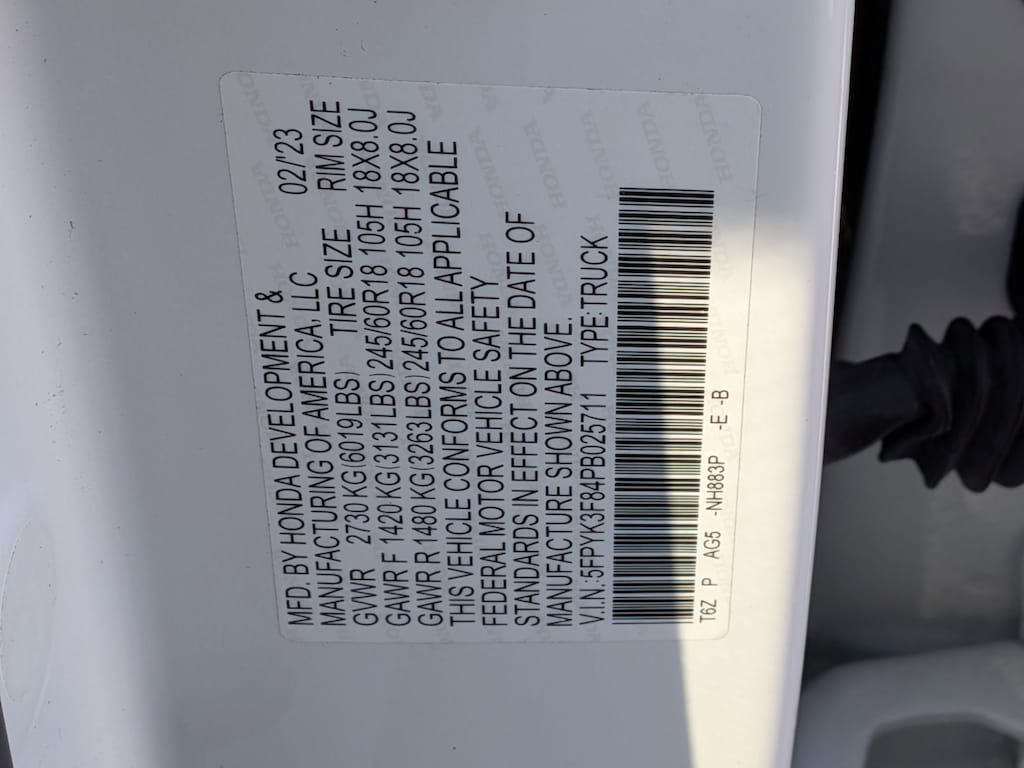 MFD. BY HONDA DEVELOPMENT &
MANUFACTURING OF AMERICA, LLC 02/'23
GVWR 2730 KG(6019LBS) TIRE SIZE RIM SIZE
GAWR F 1420 KG(3131LBS) 245/60R18 105H 18X8.0J
GAWR R 1480 KG(3263LBS) 245/60R18 105H 18X8.0J
THIS VEHICLE CONFORMS TO ALL APPLICABLE
FEDERAL MOTOR VEHICLE SAFETY
STANDARDS IN EFFECT ON THE DATE OF
MANUFACTURE SHOWN ABOVE.
V.I.N.: 5FPYK3F84PB025711 TYPE: TRUCK
T6Z P AG5 -NH883P -E -B